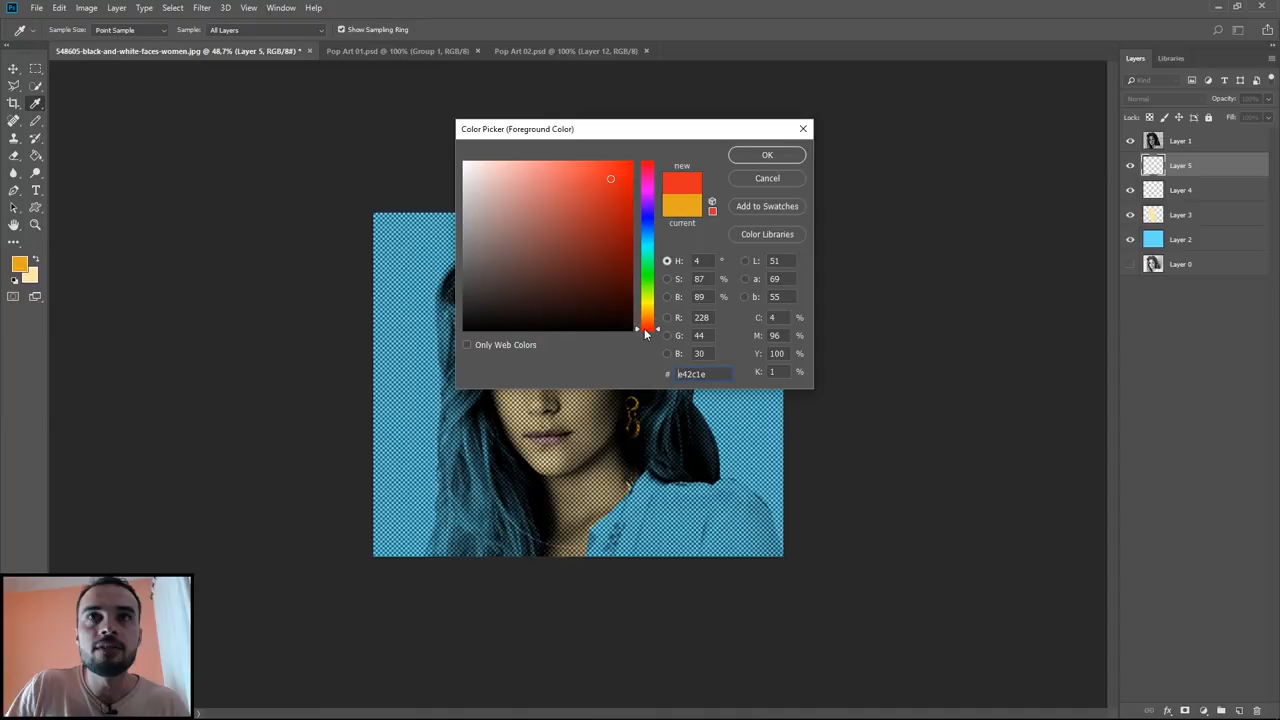 Ps File Edit Image Layer Type Select Filter 3D View Window Help
Sample Size: Point Sample Sample: All Layers Show Sampling Ring
548605-black-and-white-faces-women.jpg @ 48,7% (Layer 5, RGB/8#) * × Pop Art 01.psd @ 100% (Group 1, RGB/8) × Pop Art 02.psd @ 100% (Layer 12, RGB/8) ×
Layers Libraries
Kind
Normal Opacity: 100%
Lock: Fill: 100%
Layer 1
Layer 5
Layer 4
Layer 3
Layer 2
Layer 0
Color Picker (Foreground Color)
new
current
OK
Cancel
Add to Swatches
Color Libraries
H: 4 ° L: 51
S: 87 % a: 69
B: 89 % b: 55
R: 228 C: 4 %
G: 44 M: 96 %
B: 30 Y: 100 %
# e42c1e K: 1 %
Only Web Colors